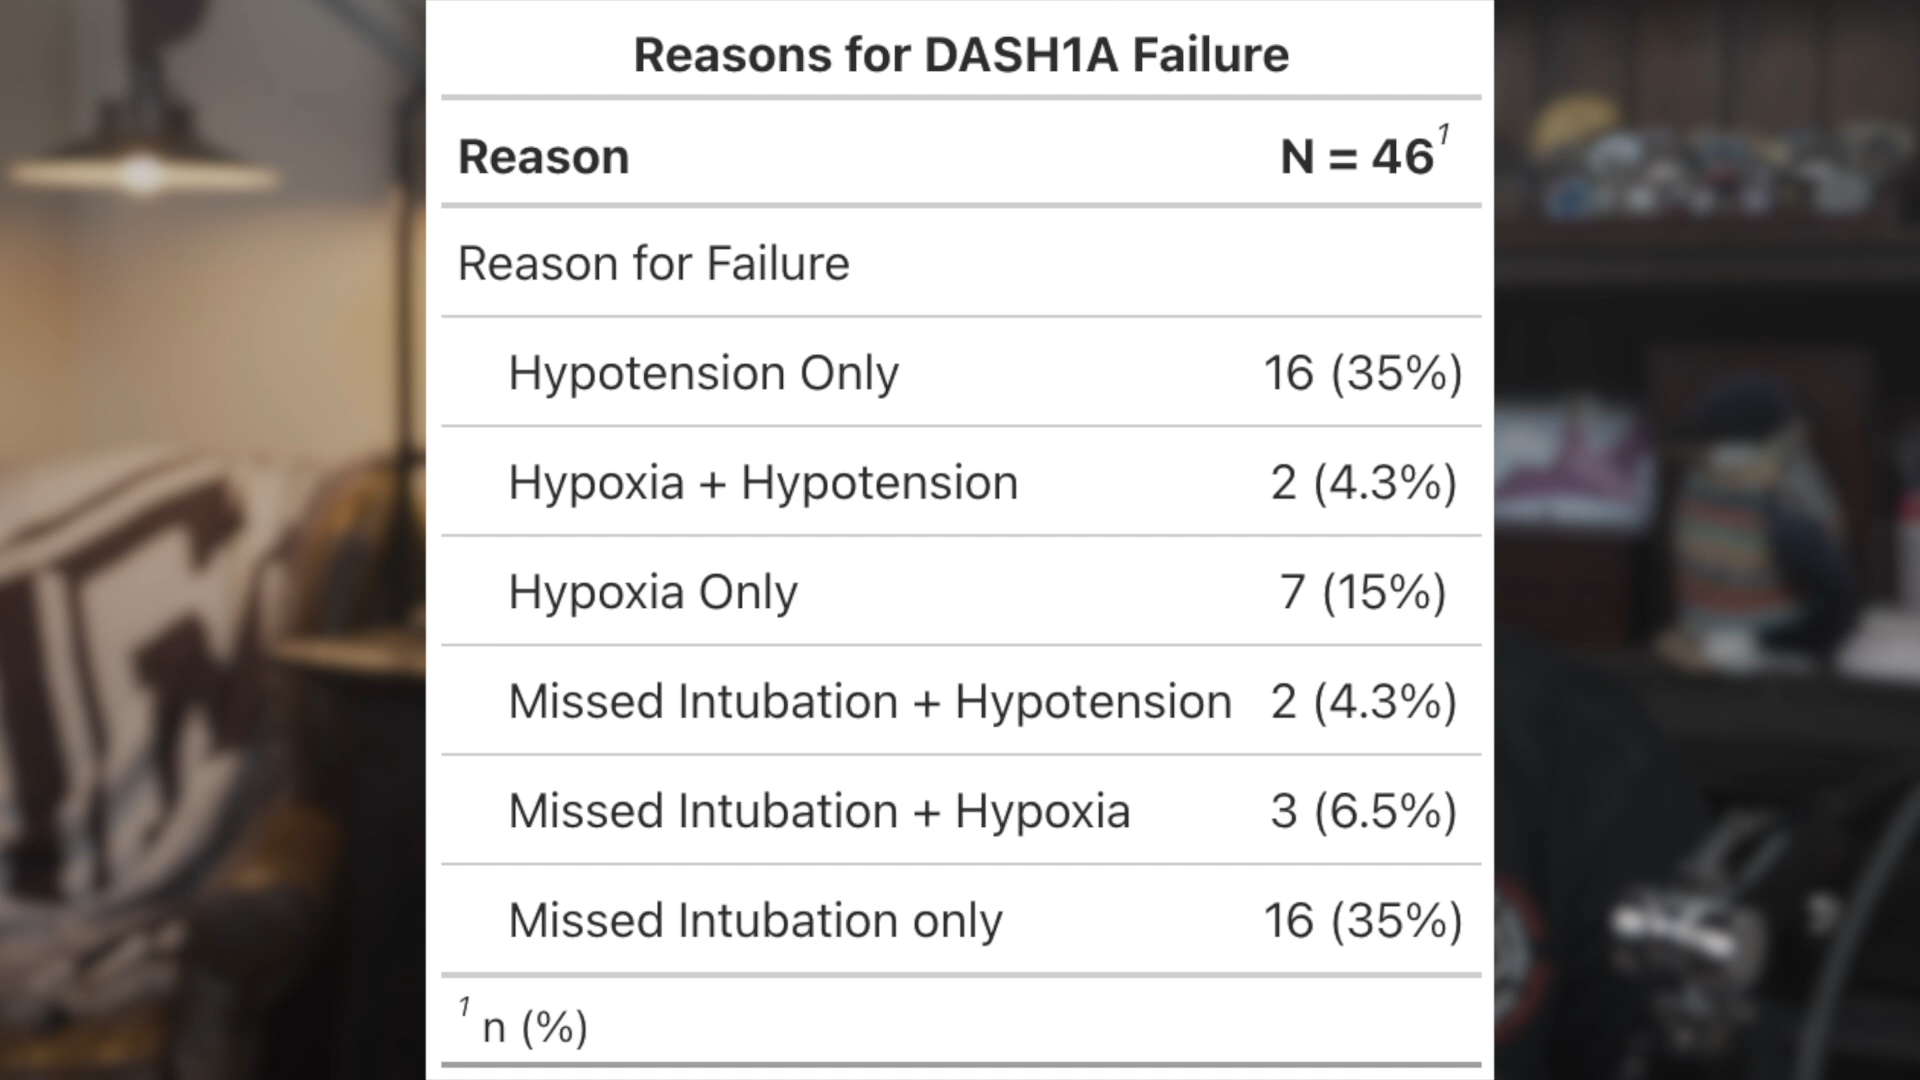 Reasons for DASH1A Failure
Reason N = 46¹
Reason for Failure
Hypotension Only 16 (35%)
Hypoxia + Hypotension 2 (4.3%)
Hypoxia Only 7 (15%)
Missed Intubation + Hypotension 2 (4.3%)
Missed Intubation + Hypoxia 3 (6.5%)
Missed Intubation only 16 (35%)
¹ n (%)